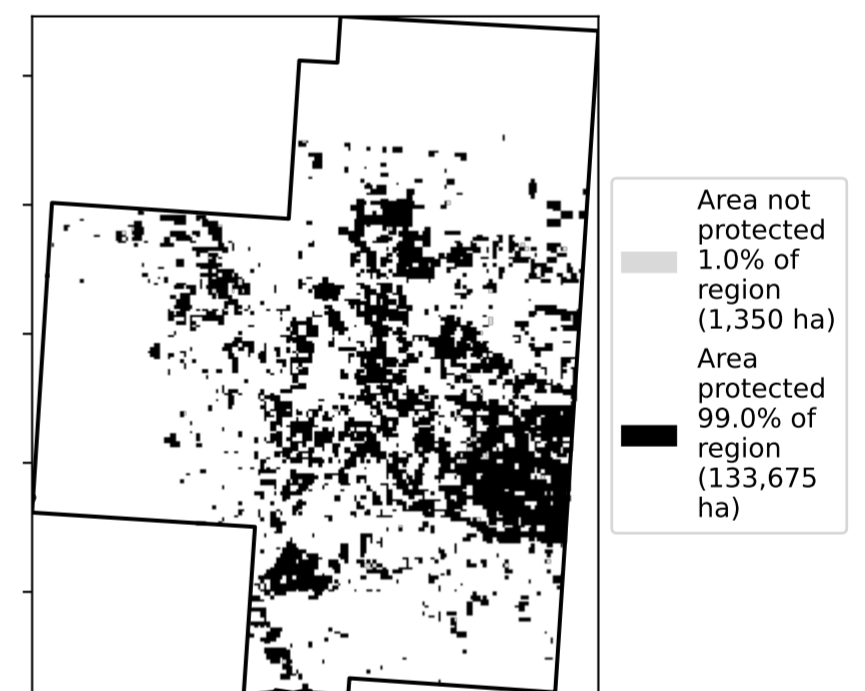 Area not
protected
1.0% of
region
(1,350 ha)
Area
protected
99.0% of
region
(133,675
ha)